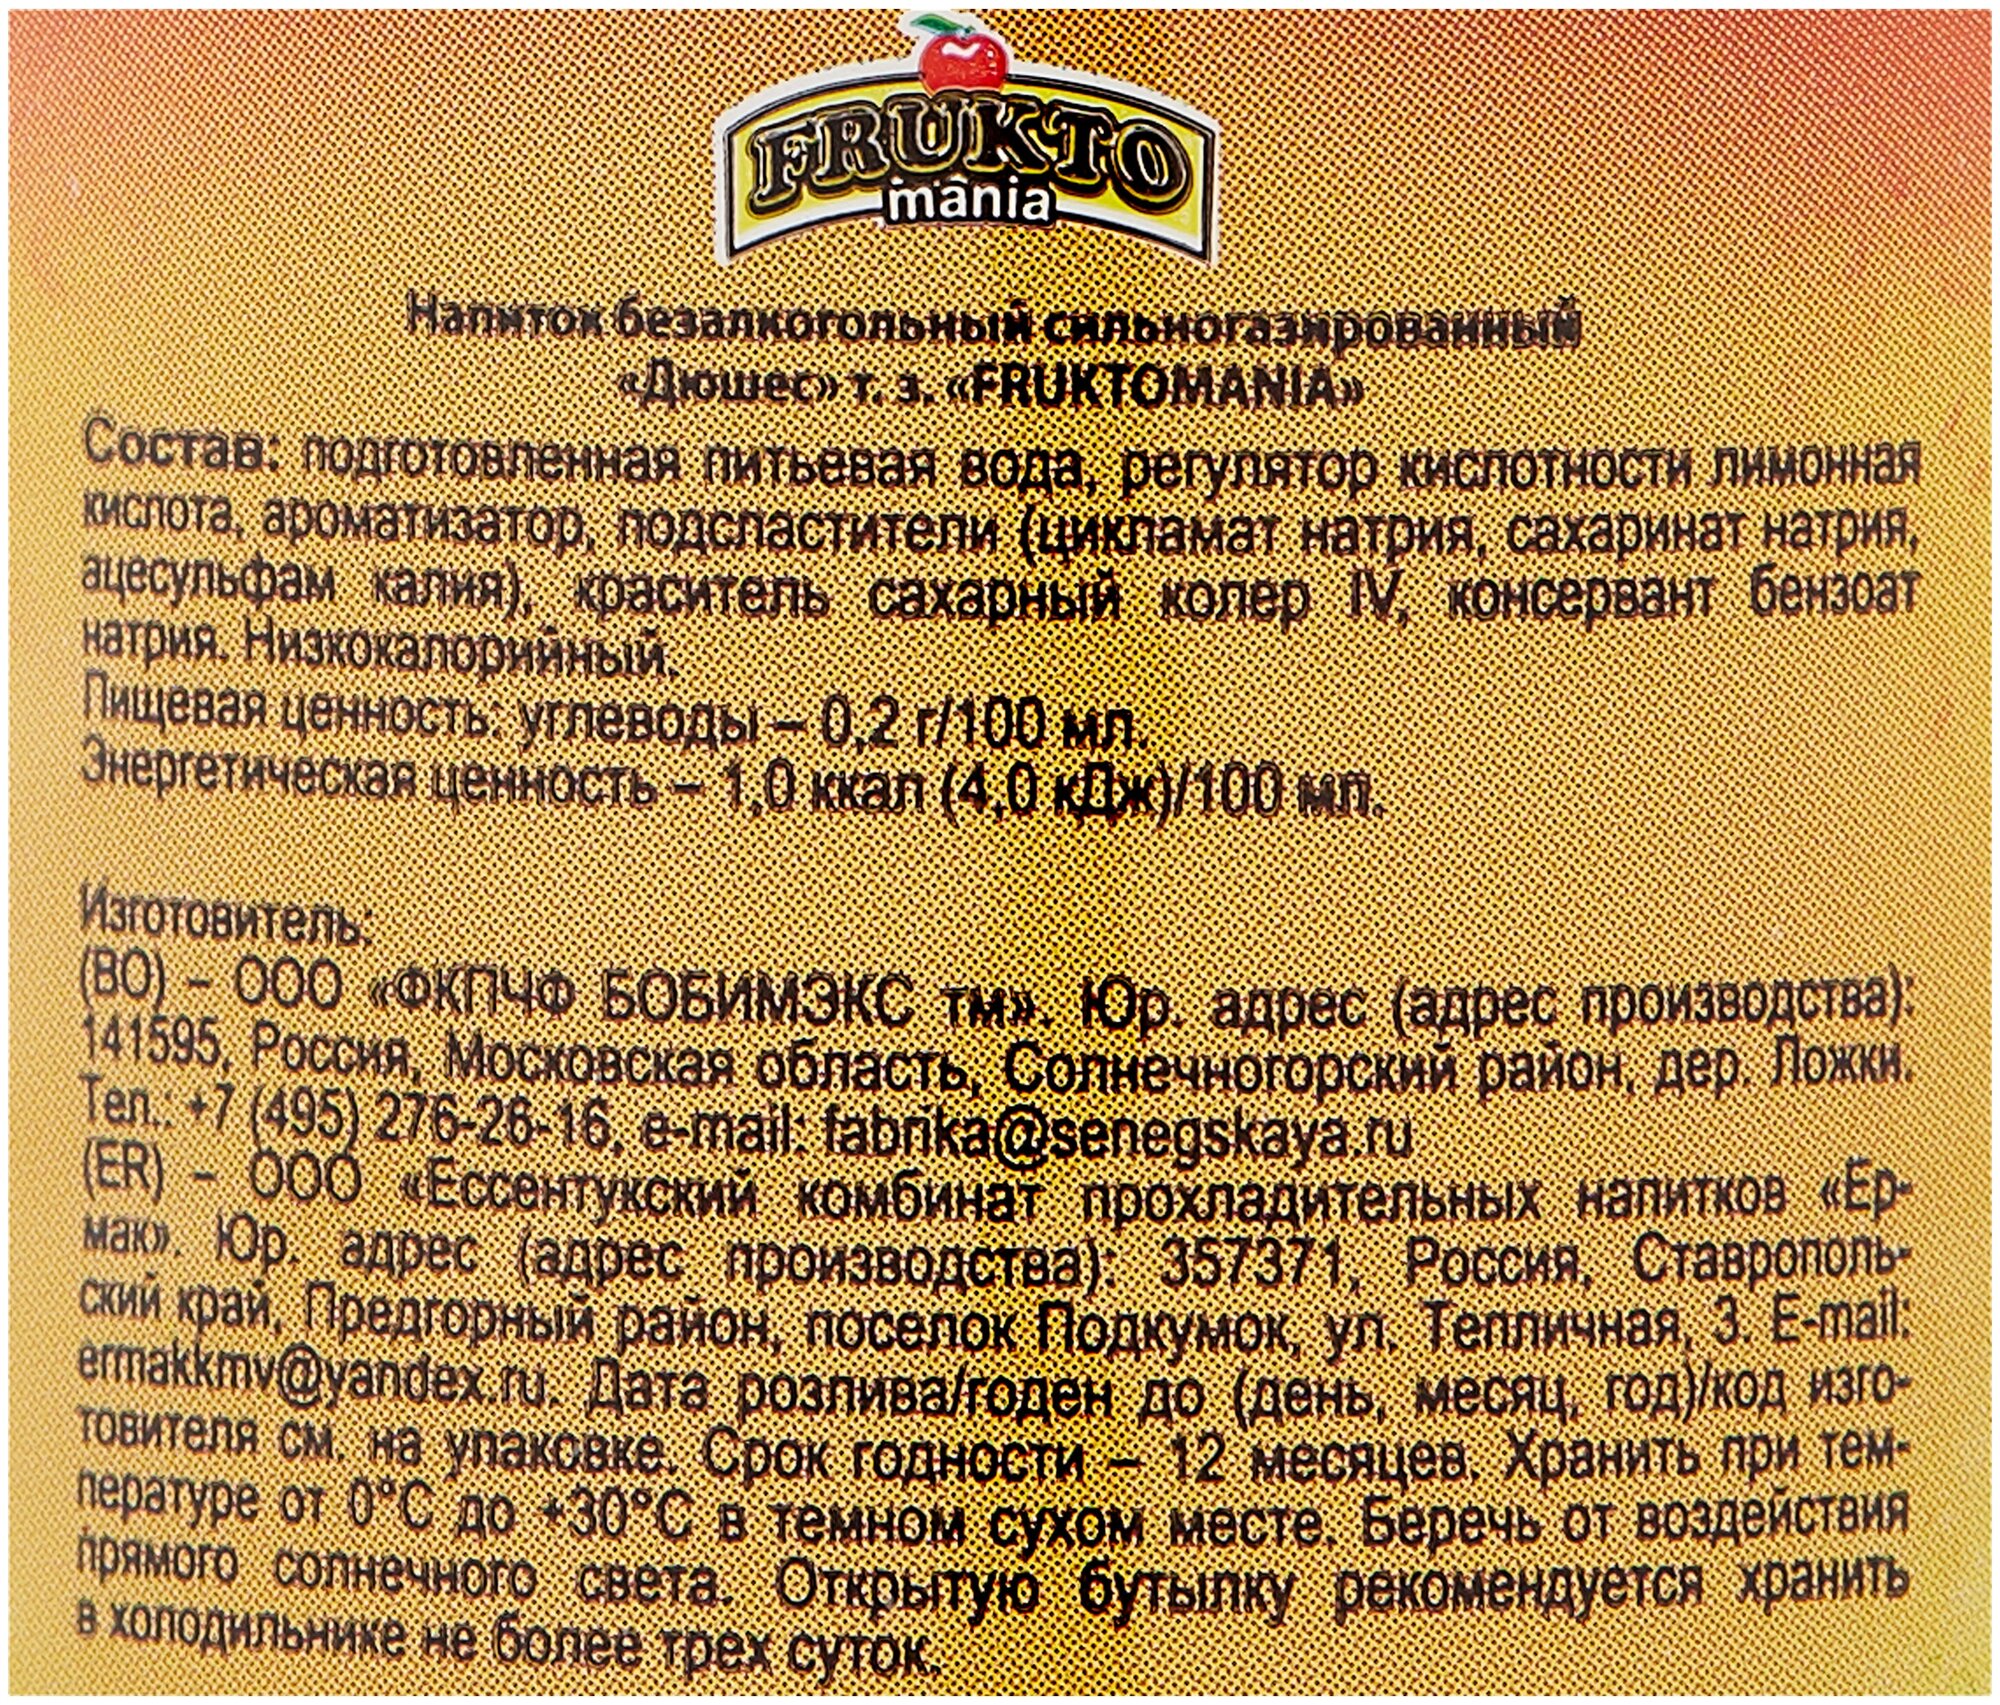 FRUKTO
mania
Напиток безалкогольный сильногазированный
«Дюшес» т. з. «FRUKTOMANIA»
Состав: подготовленная питьевая вода, регулятор кислотности лимонная
кислота, ароматизатор, подсластители (цикламат натрия, сахаринат натрия,
ацесульфам калия), краситель сахарный колер IV, консервант бензоат
натрия. Низкокалорийный.
Пищевая ценность: углеводы – 0,2 г/100 мл.
Энергетическая ценность – 1,0 ккал (4,0 кДж)/100 мл.
Изготовитель:
(BO) – ООО «ФКПЧФ БОБИМЭКС тм». Юр. адрес (адрес производства):
141595, Россия, Московская область, Солнечногорский район, дер. Ложки.
Тел.: +7 (495) 276-26-16, e-mail: fabrika@senegskaya.ru
(ER) – ООО «Ессентукский комбинат прохладительных напитков «Ер-
мак». Юр. адрес (адрес производства): 357371, Россия, Ставрополь-
ский край, Предгорный район, поселок Подкумок, ул. Тепличная, 3. E-mail:
ermakkmv@yandex.ru. Дата розлива/годен до (день, месяц, год)/код изго-
товителя см. на упаковке. Срок годности – 12 месяцев. Хранить при тем-
пературе от 0°С до +30°С в темном сухом месте. Беречь от воздействия
прямого солнечного света. Открытую бутылку рекомендуется хранить
в холодильнике не более трех суток.